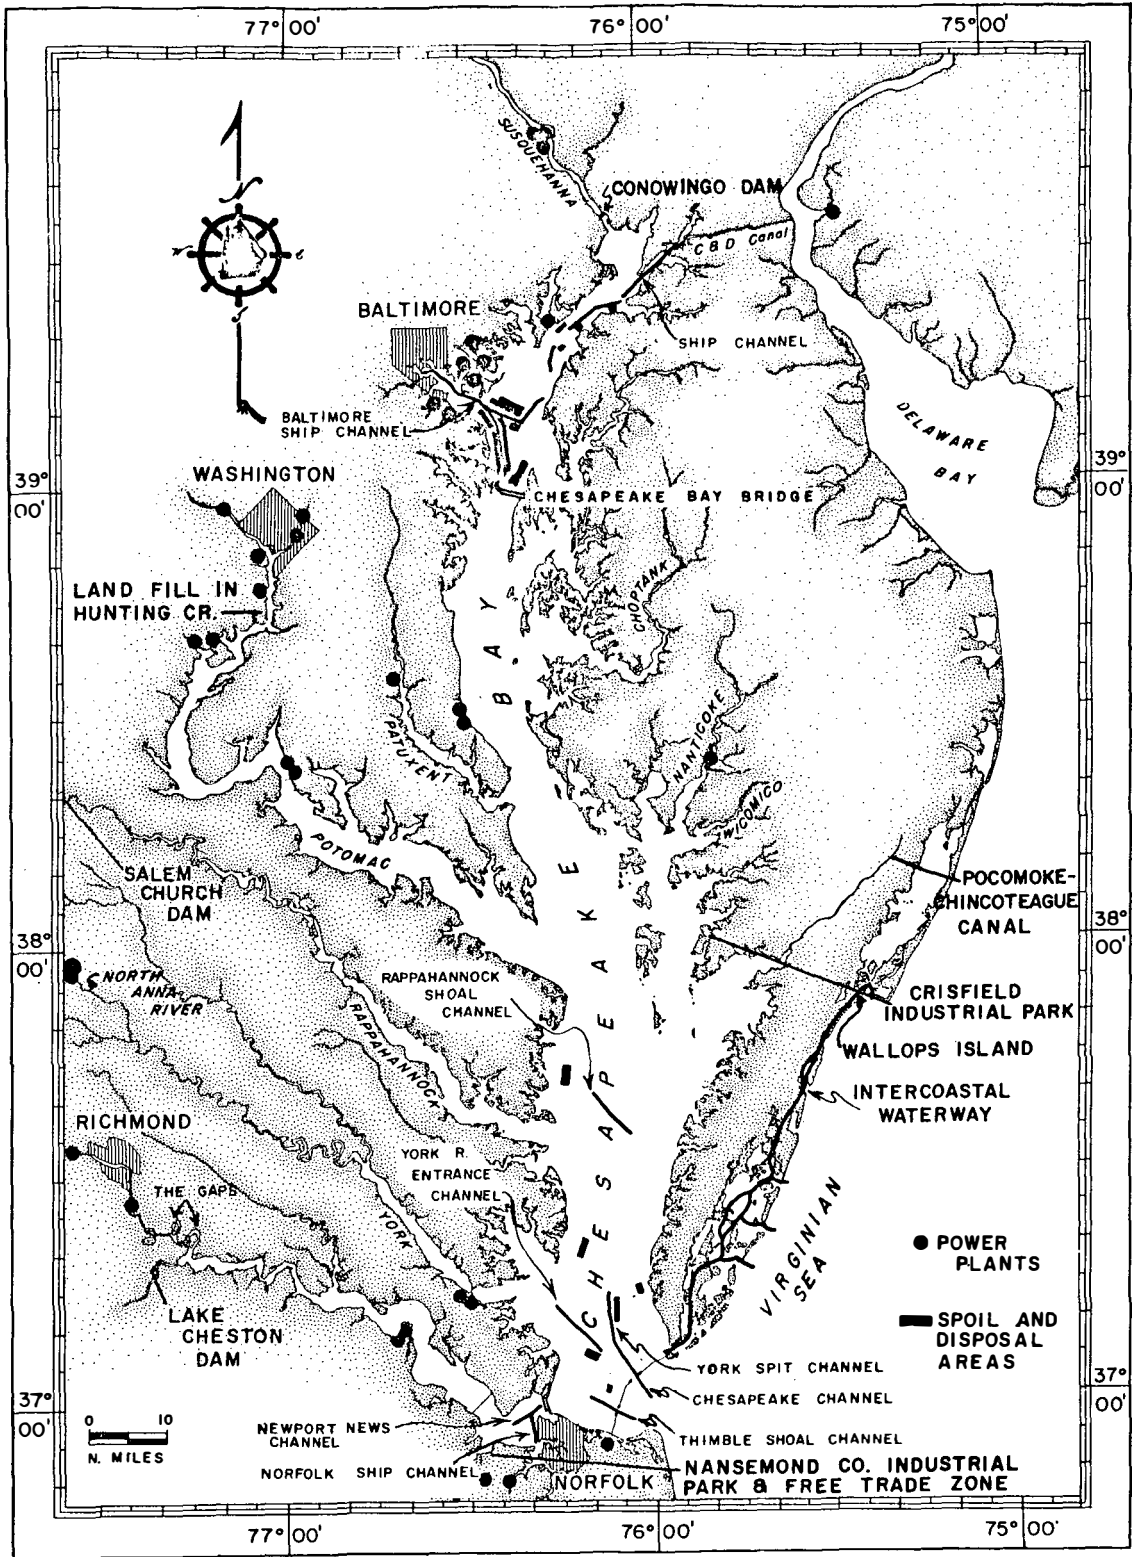 77° 00'
76° 00'
75° 00'
N
S
SUSQUEHANNA
CONOWINGO DAM
C & D Canal
BALTIMORE
SHIP CHANNEL
BALTIMORE
SHIP CHANNEL
DELAWARE
BAY
WASHINGTON
39°
00'
39°
00'
CHESAPEAKE BAY BRIDGE
LAND FILL IN
HUNTING CR.
CHOPTANK
PATUXENT
NANTICOKE
WICOMICO
POTOMAC
CHESAPEAKE BAY
SALEM
CHURCH
DAM
POCOMOKE-
CHINCOTEAGUE
CANAL
38°
00'
38°
00'
NORTH
ANNA
RIVER
RAPPAHANNOCK
SHOAL
CHANNEL
CRISFIELD
INDUSTRIAL PARK
RAPPAHANNOCK
WALLOPS ISLAND
INTERCOASTAL
WATERWAY
RICHMOND
YORK R.
ENTRANCE
CHANNEL
THE GAPS
YORK
VIRGINIAN
SEA
POWER
PLANTS
LAKE
CHESTON
DAM
SPOIL AND
DISPOSAL
AREAS
YORK SPIT CHANNEL
CHESAPEAKE CHANNEL
37°
00'
37°
00'
0 10
N. MILES
NEWPORT NEWS
CHANNEL
THIMBLE SHOAL CHANNEL
NORFOLK SHIP CHANNEL
NORFOLK
NANSEMOND CO. INDUSTRIAL
PARK & FREE TRADE ZONE
77° 00'
76° 00'
75° 00'